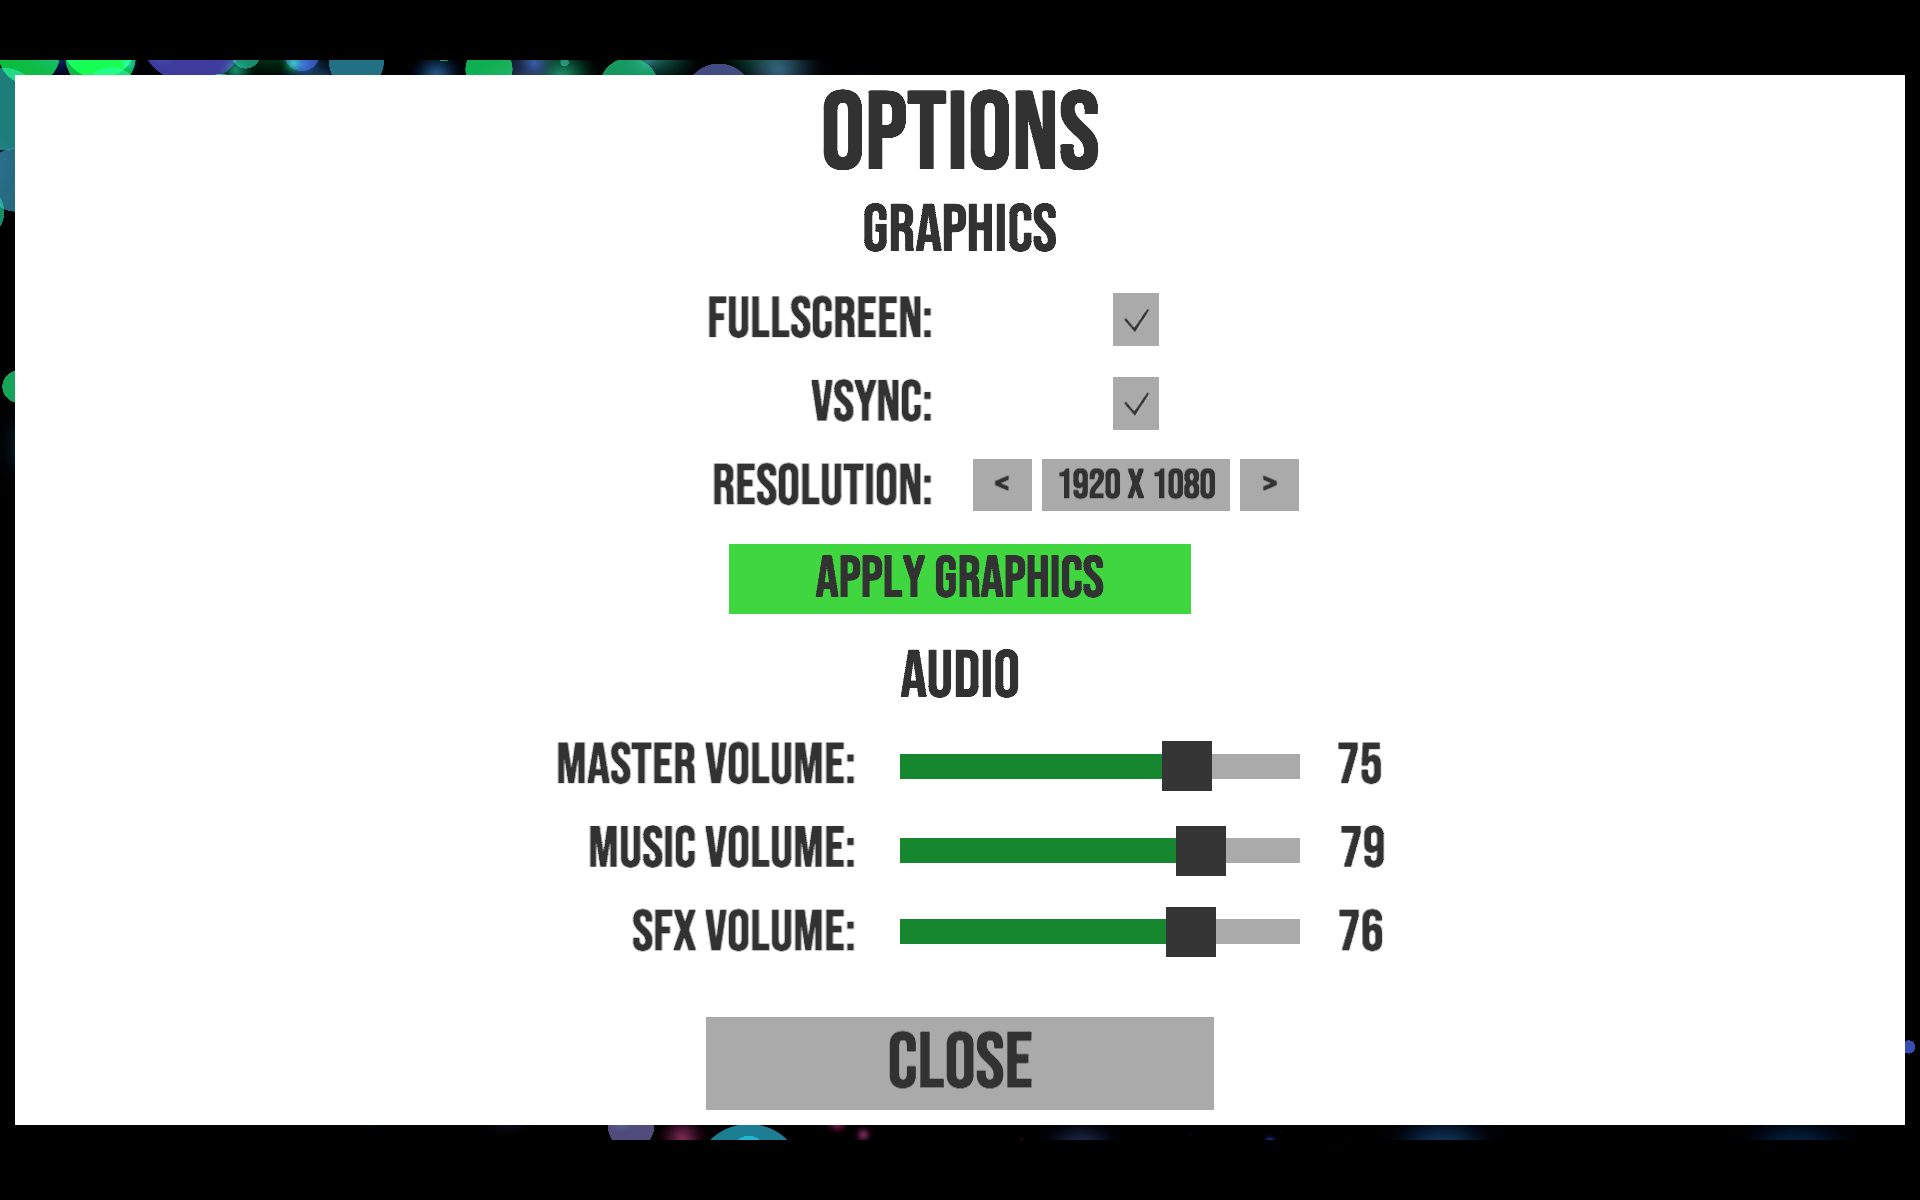 OPTIONS
GRAPHICS
FULLSCREEN:
VSYNC:
RESOLUTION: < 1920 X 1080 >
APPLY GRAPHICS
AUDIO
MASTER VOLUME: 75
MUSIC VOLUME: 79
SFX VOLUME: 76
CLOSE